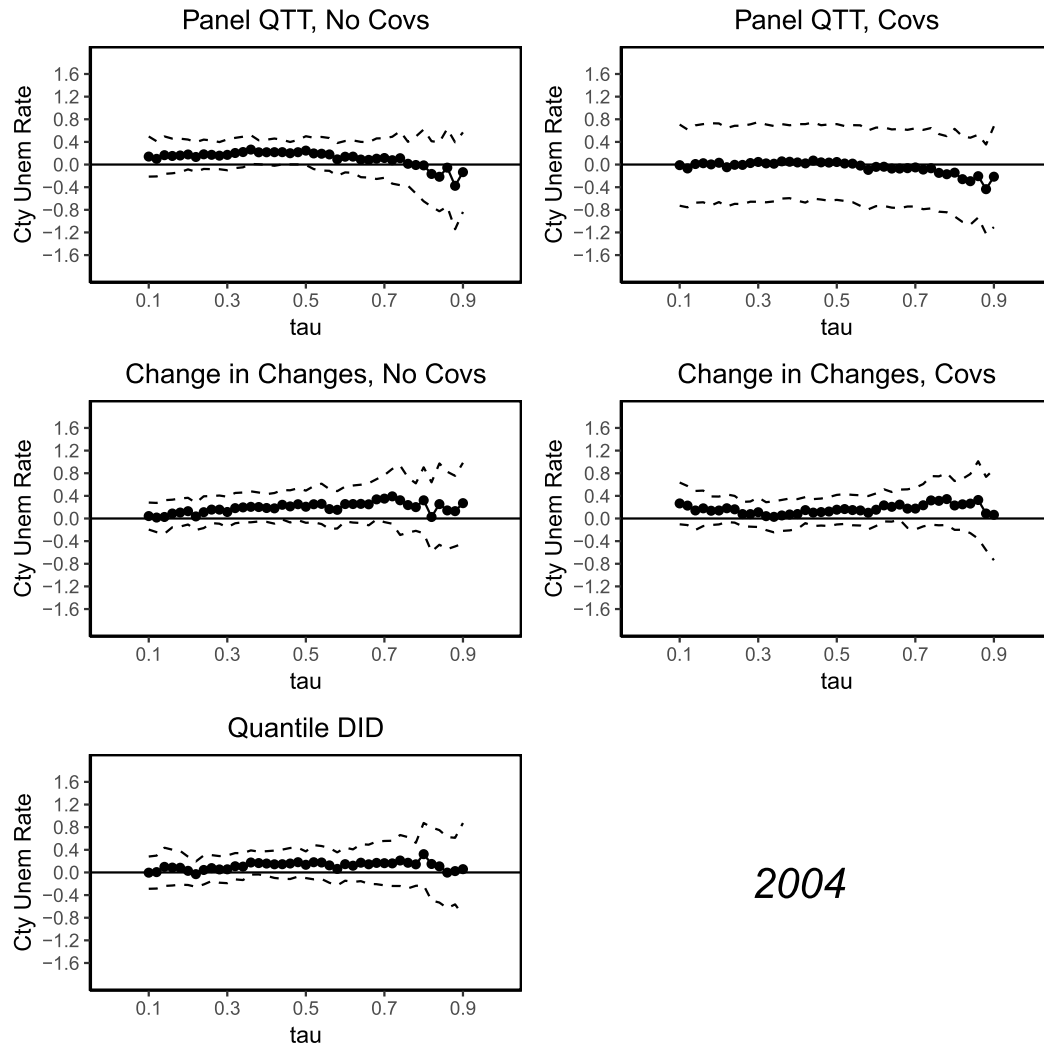 Panel QTT, No Covs
Cty Unem Rate
1.6
1.2
0.8
0.4
0.0
−0.4
−0.8
−1.2
−1.6
0.1 0.3 0.5 0.7 0.9
tau
Panel QTT, Covs
Cty Unem Rate
1.6
1.2
0.8
0.4
0.0
−0.4
−0.8
−1.2
−1.6
0.1 0.3 0.5 0.7 0.9
tau
Change in Changes, No Covs
Cty Unem Rate
1.6
1.2
0.8
0.4
0.0
−0.4
−0.8
−1.2
−1.6
0.1 0.3 0.5 0.7 0.9
tau
Change in Changes, Covs
Cty Unem Rate
1.6
1.2
0.8
0.4
0.0
−0.4
−0.8
−1.2
−1.6
0.1 0.3 0.5 0.7 0.9
tau
Quantile DID
Cty Unem Rate
1.6
1.2
0.8
0.4
0.0
−0.4
−0.8
−1.2
−1.6
0.1 0.3 0.5 0.7 0.9
tau
2004